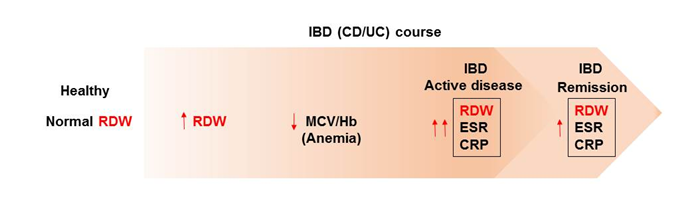 IBD (CD/UC) course
Healthy
Normal RDW
↑ RDW
↓ MCV/Hb
(Anemia)
IBD
Active disease
↑↑ RDW
ESR
CRP
IBD
Remission
↑ RDW
ESR
CRP